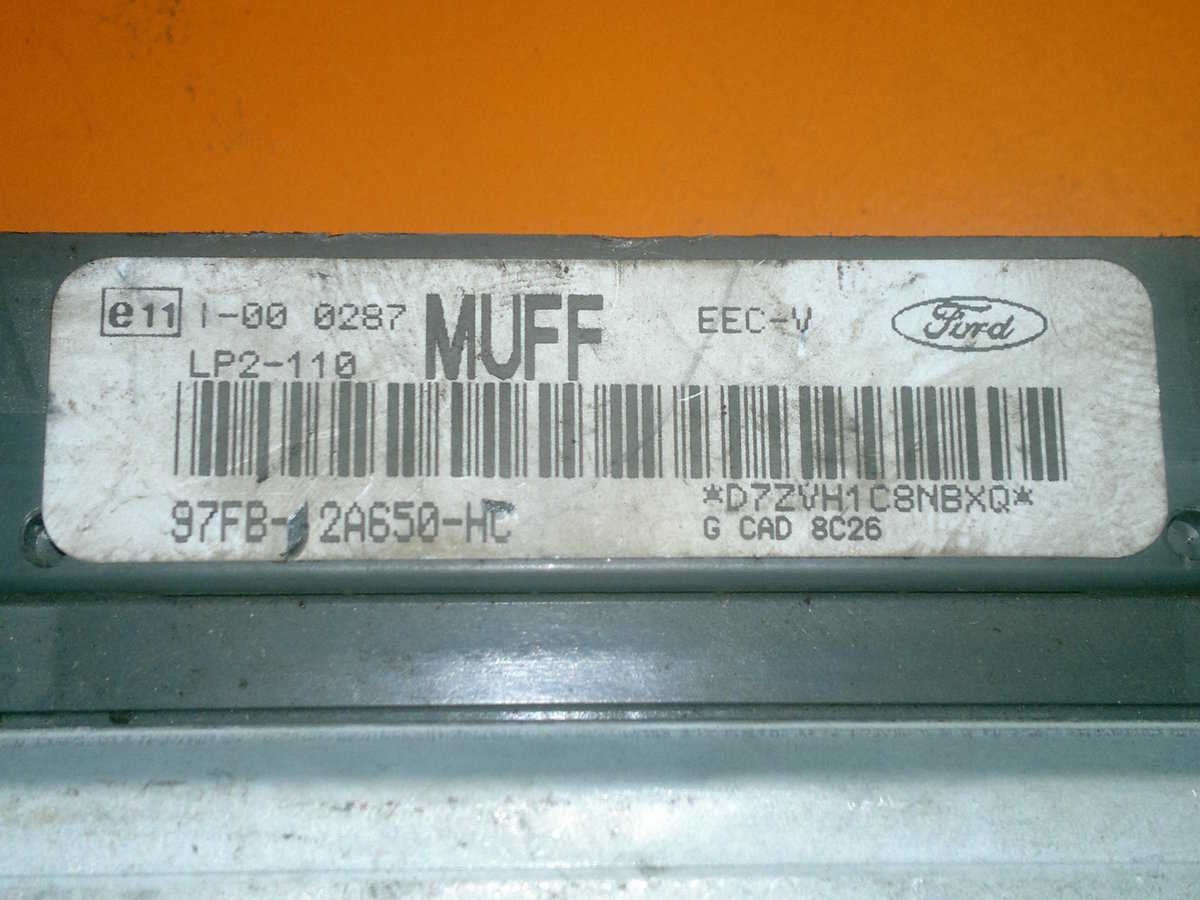 e11 I-00 0287 MUFF EEC-V Ford
LP2-110
97FB-12A650-HC *D7ZVH1C8NBXQ*
G CAD 8C26